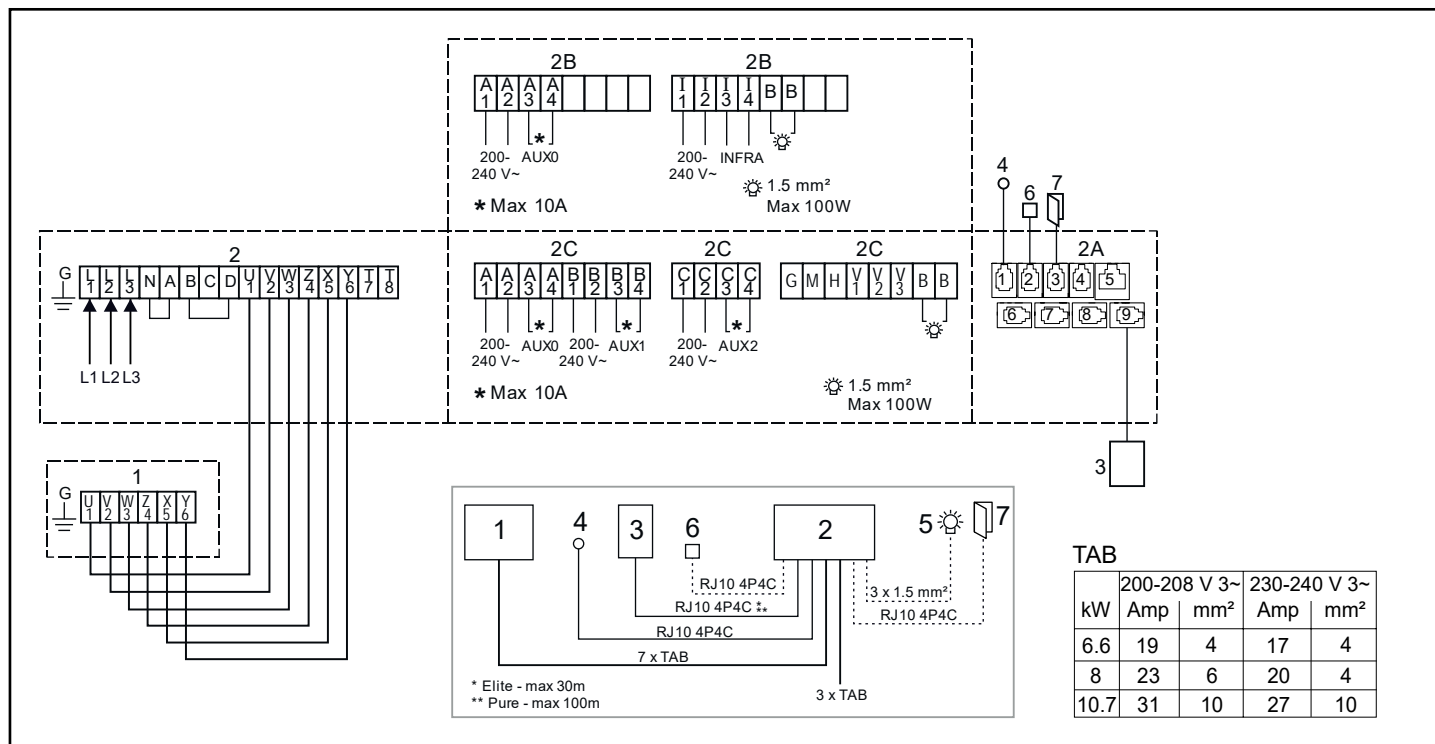 2B
A1 A2 A3 A4
200-
240 V~
*
AUX0
* Max 10A
2B
I1 I2 I3 I4 B B
200-
240 V~
INFRA
1.5 mm²
Max 100W
4
6
7
2
G
L1 L2 L3 N A B C D U1 V2 W3 Z4 X5 Y6 T7 T8
L1 L2 L3
2C
A1 A2 A3 A4 B1 B2 B3 B4
200-
240 V~
*
AUX0
200-
240 V~
*
AUX1
* Max 10A
2C
C1 C2 C3 C4
200-
240 V~
*
AUX2
2C
G M H V1 V2 V3 B B
1.5 mm²
Max 100W
2A
1 2 3 4 5
6 7 8 9
3
1
G
U1 V2 W3 Z4 X5 Y6
1
4
3
6
2
5
7
RJ10 4P4C
3 x 1.5 mm²
RJ10 4P4C * **
RJ10 4P4C
RJ10 4P4C
7 x TAB
3 x TAB
* Elite - max 30m
** Pure - max 100m
TAB
200-208 V 3~ 230-240 V 3~
kW Amp mm² Amp mm²
6.6 19 4 17 4
8 23 6 20 4
10.7 31 10 27 10